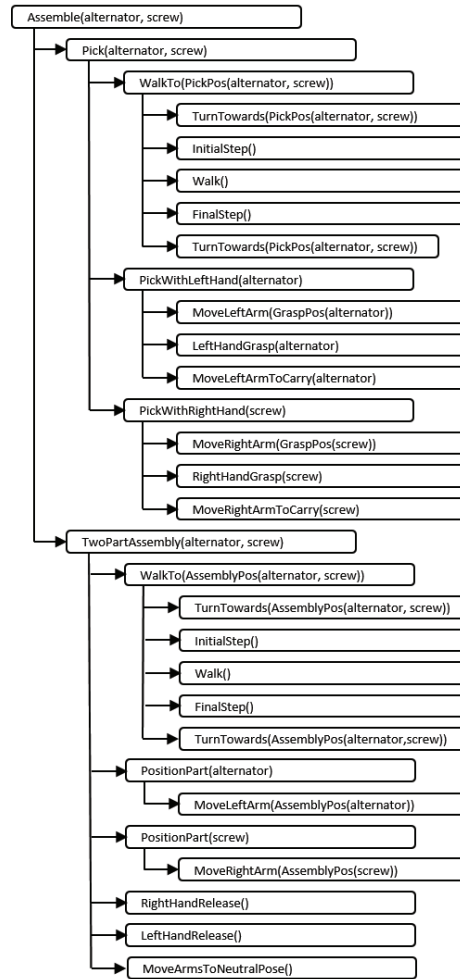 Assemble(alternator, screw)
Pick(alternator, screw)
WalkTo(PickPos(alternator, screw))
TurnTowards(PickPos(alternator, screw))
InitialStep()
Walk()
FinalStep()
TurnTowards(PickPos(alternator, screw))
PickWithLeftHand(alternator)
MoveLeftArm(GraspPos(alternator))
LeftHandGrasp(alternator)
MoveLeftArmToCarry(alternator)
PickWithRightHand(screw)
MoveRightArm(GraspPos(screw))
RightHandGrasp(screw)
MoveRightArmToCarry(screw)
TwoPartAssembly(alternator, screw)
WalkTo(AssemblyPos(alternator, screw))
TurnTowards(AssemblyPos(alternator, screw))
InitialStep()
Walk()
FinalStep()
TurnTowards(AssemblyPos(alternator,screw))
PositionPart(alternator)
MoveLeftArm(AssemblyPos(alternator))
PositionPart(screw)
MoveRightArm(AssemblyPos(screw))
RightHandRelease()
LeftHandRelease()
MoveArmsToNeutralPose()